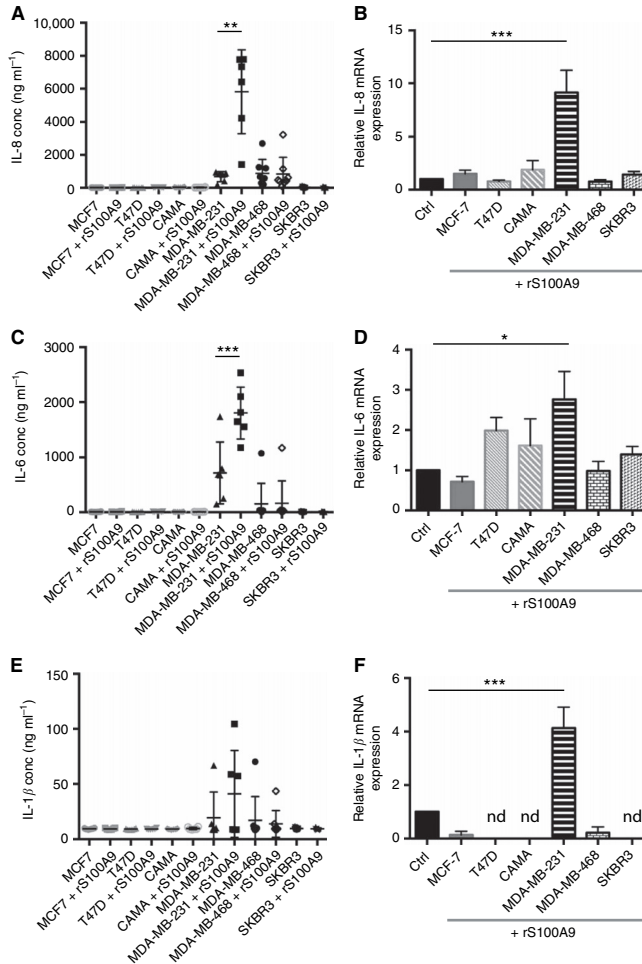 A
**
IL-8 conc (ng ml−1)
10,000
8000
6000
4000
2000
0
MCF7
MCF7 + rS100A9
T47D
T47D + rS100A9
CAMA
CAMA + rS100A9
MDA-MB-231
MDA-MB-231 + rS100A9
MDA-MB-468
MDA-MB-468 + rS100A9
SKBR3
SKBR3 + rS100A9
B
***
Relative IL-8 mRNA
expression
15
10
5
0
Ctrl
MCF-7
T47D
CAMA
MDA-MB-231
MDA-MB-468
SKBR3
+ rS100A9
C
***
IL-6 conc (ng ml−1)
3000
2000
1000
0
MCF7
MCF7 + rS100A9
T47D
T47D + rS100A9
CAMA
CAMA + rS100A9
MDA-MB-231
MDA-MB-231 + rS100A9
MDA-MB-468
MDA-MB-468 + rS100A9
SKBR3
SKBR3 + rS100A9
D
*
Relative IL-6 mRNA
expression
4
3
2
1
0
Ctrl
MCF-7
T47D
CAMA
MDA-MB-231
MDA-MB-468
SKBR3
+ rS100A9
E
IL-1β conc (ng ml−1)
150
100
50
0
MCF7
MCF7 + rS100A9
T47D
T47D + rS100A9
CAMA
CAMA + rS100A9
MDA-MB-231
MDA-MB-231 + rS100A9
MDA-MB-468
MDA-MB-468 + rS100A9
SKBR3
SKBR3 + rS100A9
F
***
Relative IL-1β mRNA
expression
6
4
2
0
nd nd nd
Ctrl
MCF-7
T47D
CAMA
MDA-MB-231
MDA-MB-468
SKBR3
+ rS100A9